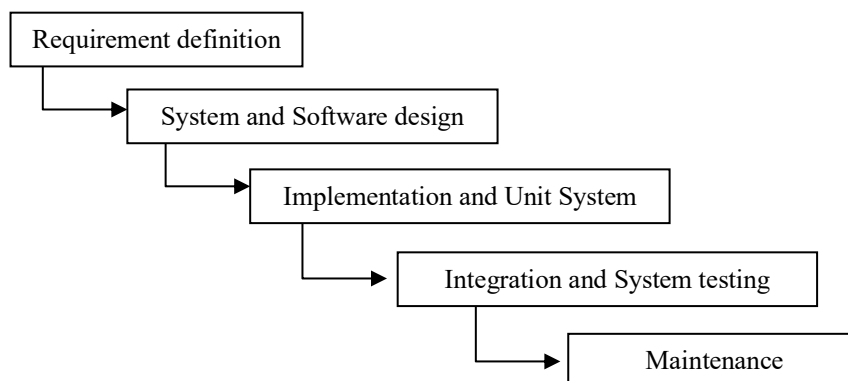 Requirement definition
System and Software design
Implementation and Unit System
Integration and System testing
Maintenance